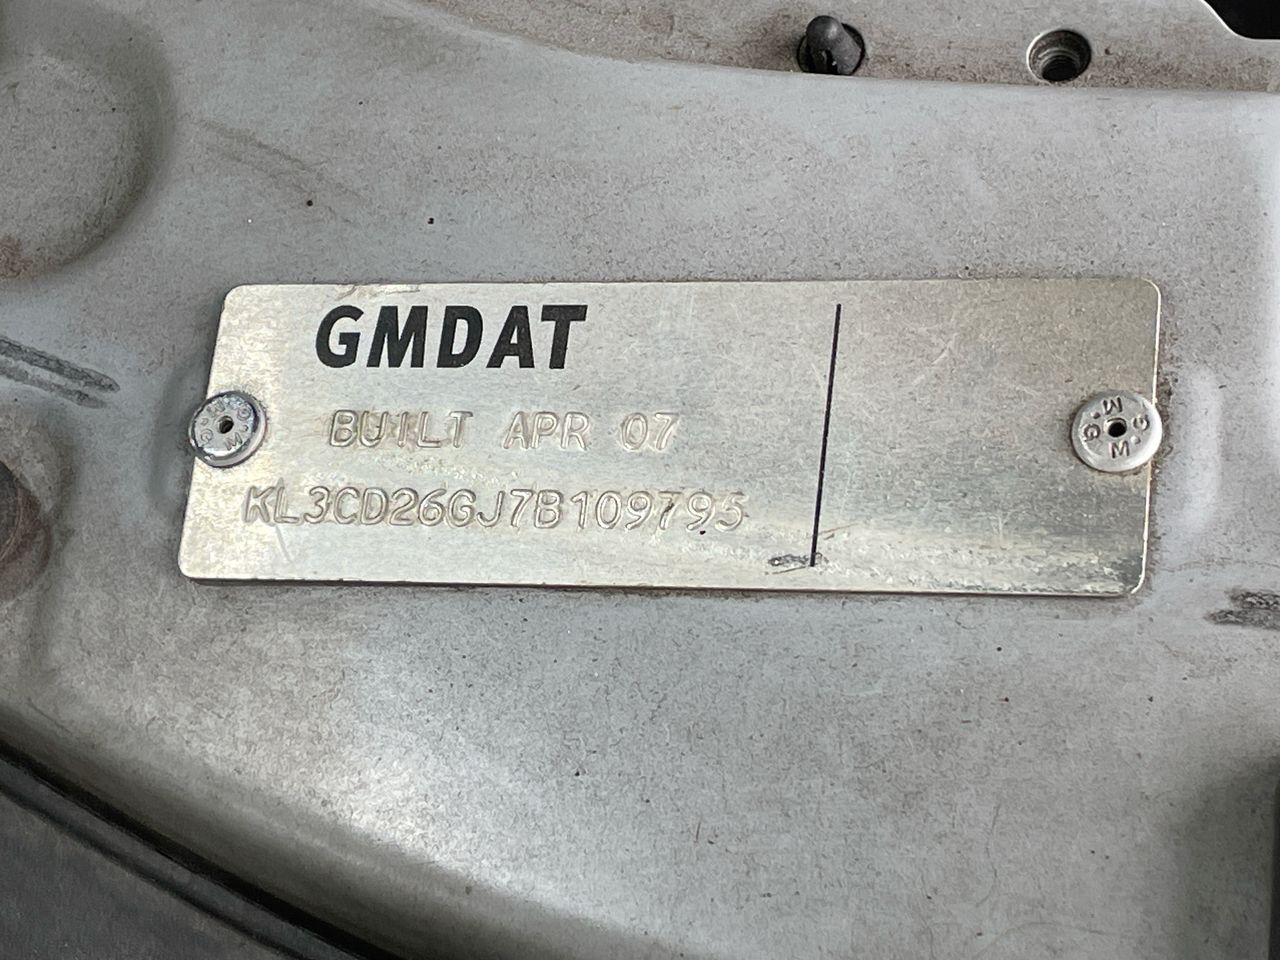 GMDAT
BUILT APR 07
KL3CD26GJ7B109795
G.M.G.M.
G.M.G.M.